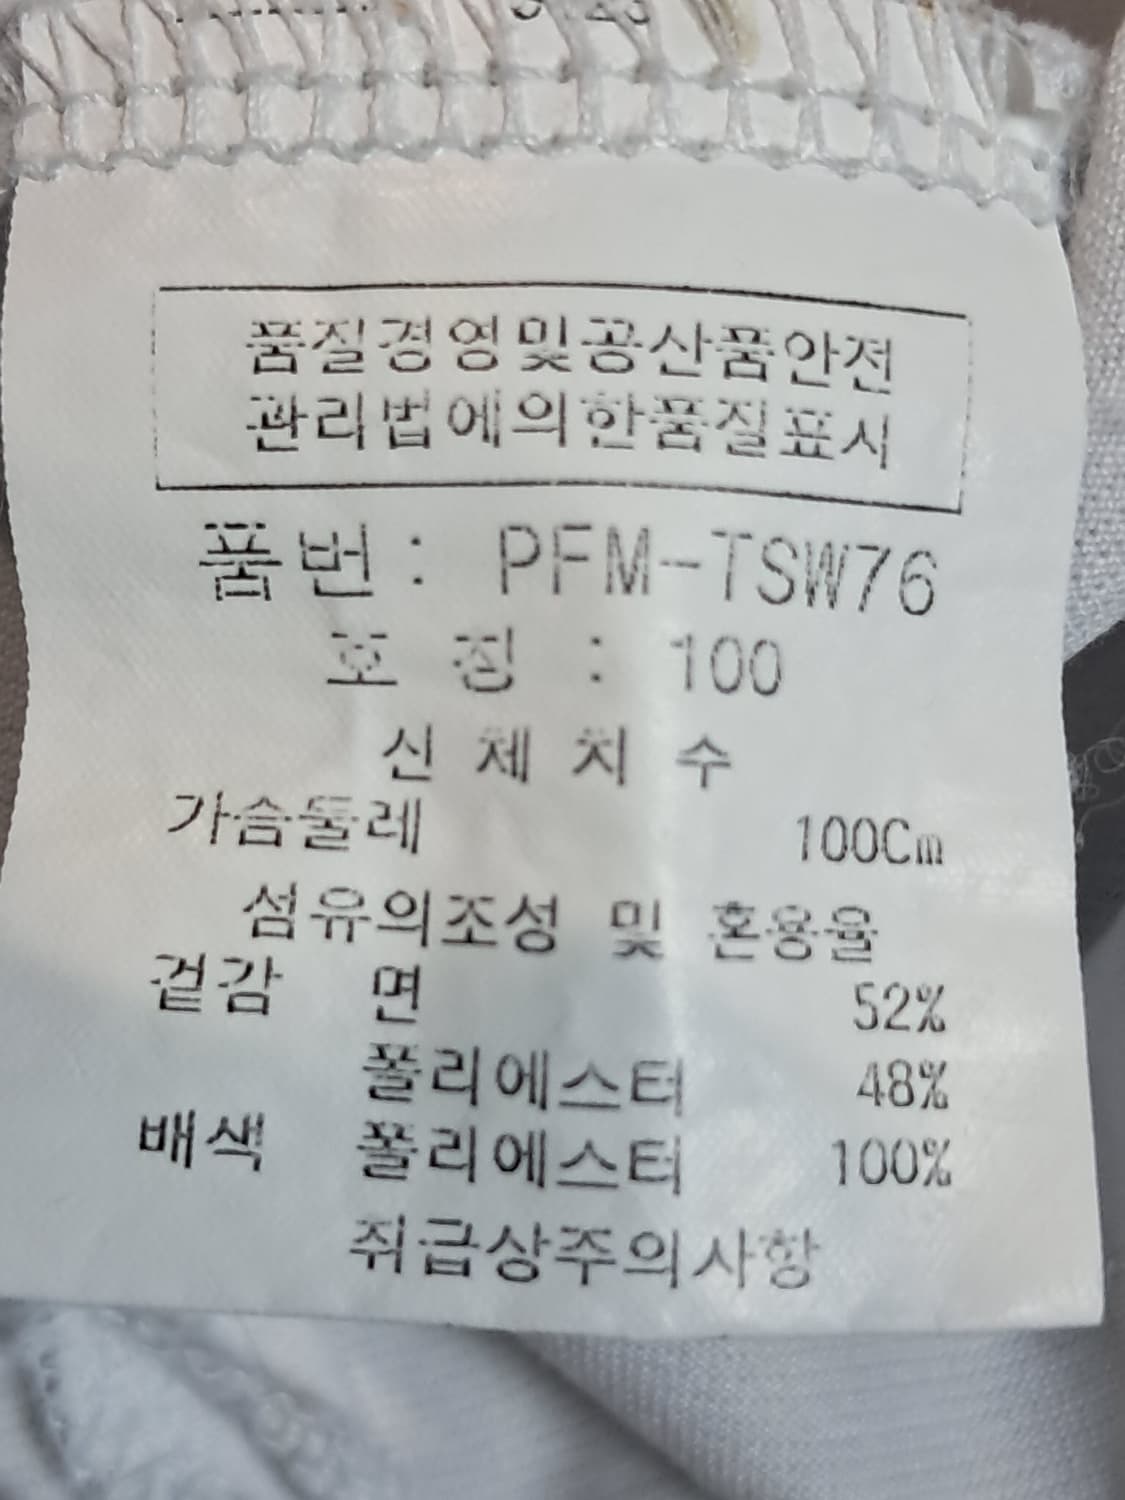 품질경영및공산품안전
관리법에의한품질표시
품번: PFM-TSW76
호 칭 : 100
신 체 치 수
가슴둘레 100Cm
섬유의조성 및 혼용율
겉감 면 52%
폴리에스터 48%
배색 폴리에스터 100%
취급상주의사항